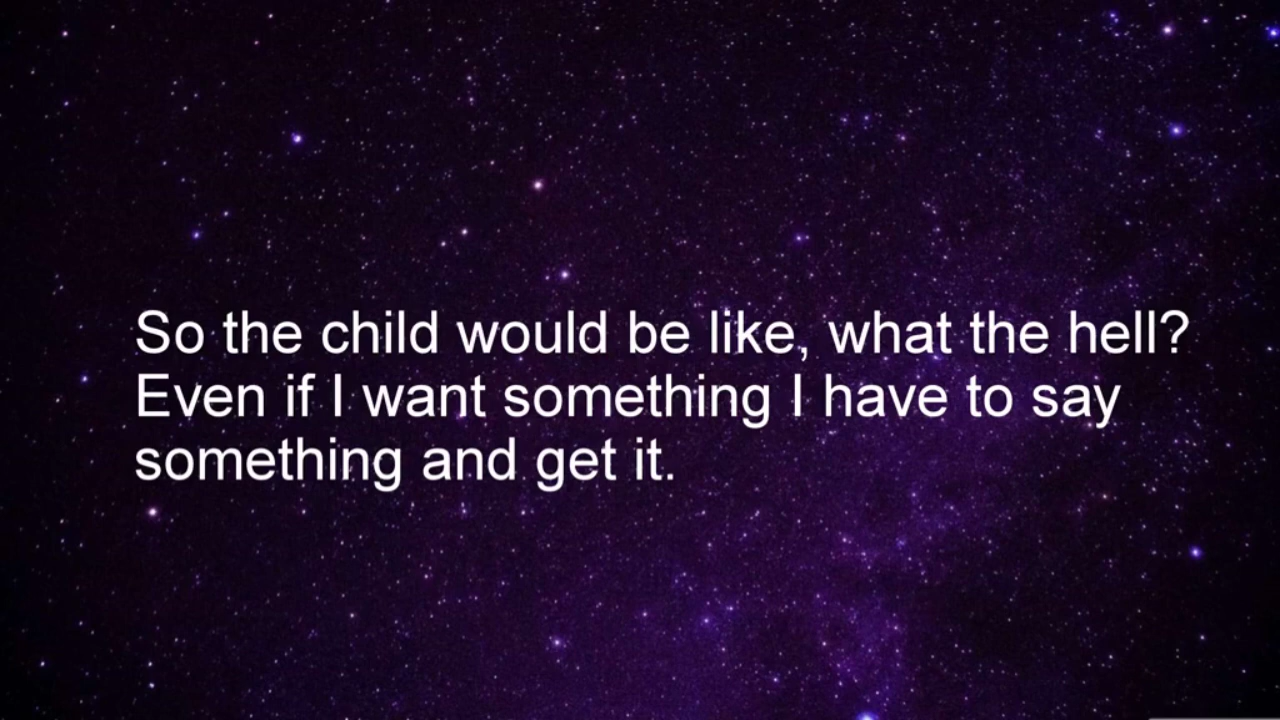 So the child would be like, what the hell?
Even if I want something I have to say
something and get it.